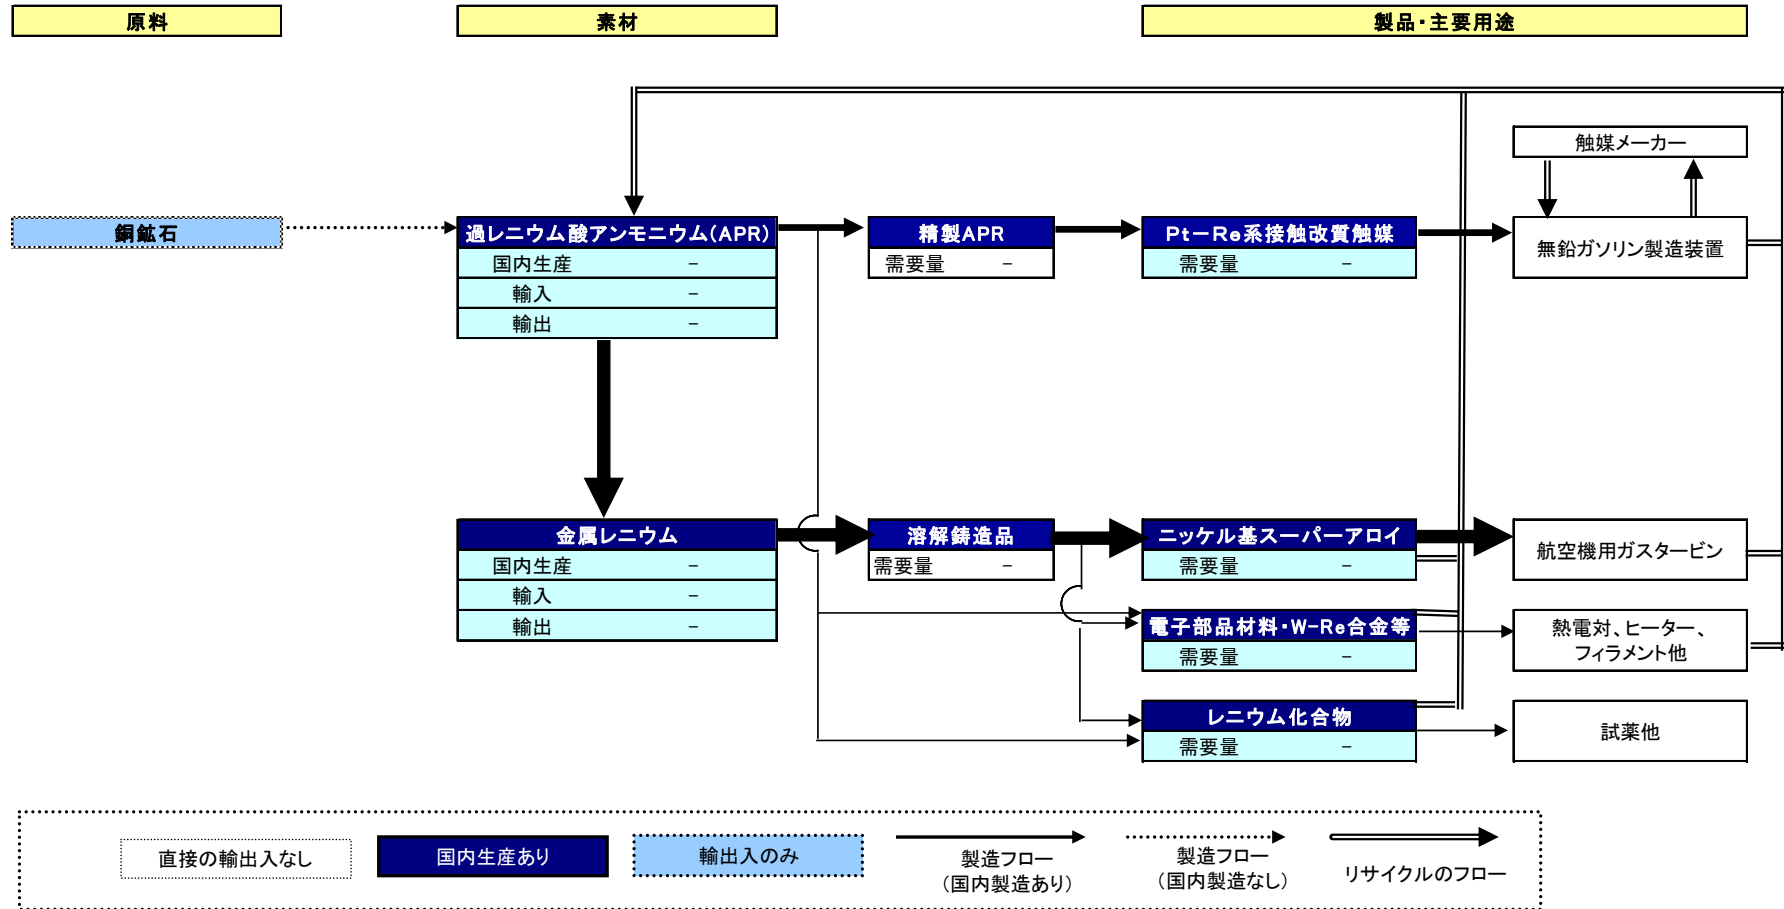 原料
素材
製品・主要用途
触媒メーカー
銅鉱石
過レニウム酸アンモニウム(APR)
国内生産 －
輸入 －
輸出 －
精製APR
需要量 －
Pt－Re系接触改質触媒
需要量 －
無鉛ガソリン製造装置
金属レニウム
国内生産 －
輸入 －
輸出 －
溶解鋳造品
需要量 －
ニッケル基スーパーアロイ
需要量 －
航空機用ガスタービン
電子部品材料・W-Re合金等
需要量 －
熱電対、ヒーター、
フィラメント他
レニウム化合物
需要量 －
試薬他
直接の輸出入なし
国内生産あり
輸出入のみ
製造フロー
（国内製造あり）
製造フロー
（国内製造なし）
リサイクルのフロー